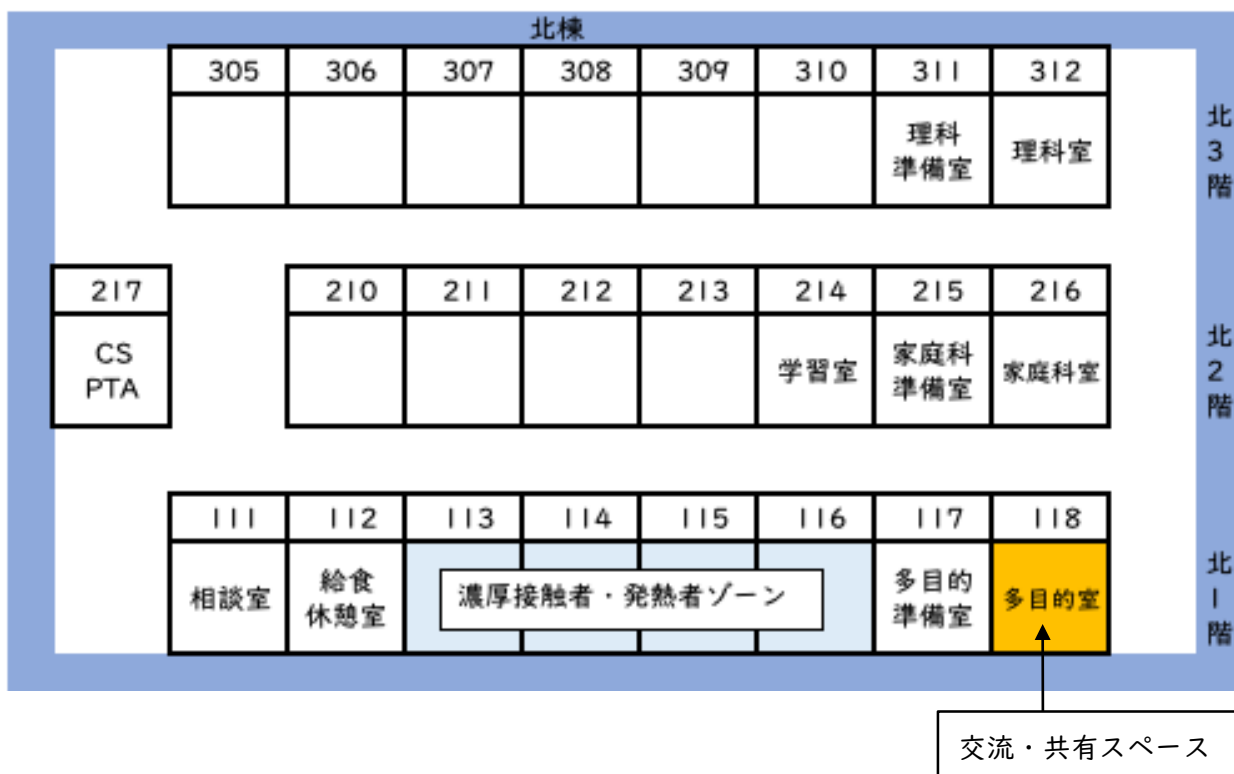 北棟
305 306 307 308 309 310 311 312
理科
準備室
理科室
北
3
階
217 210 211 212 213 214 215 216
CS
PTA
学習室
家庭科
準備室
家庭科室
北
2
階
111 112 113 114 115 116 117 118
相談室
給食
休憩室
濃厚接触者・発熱者ゾーン
多目的
準備室
多目的室
北
1
階
交流・共有スペース